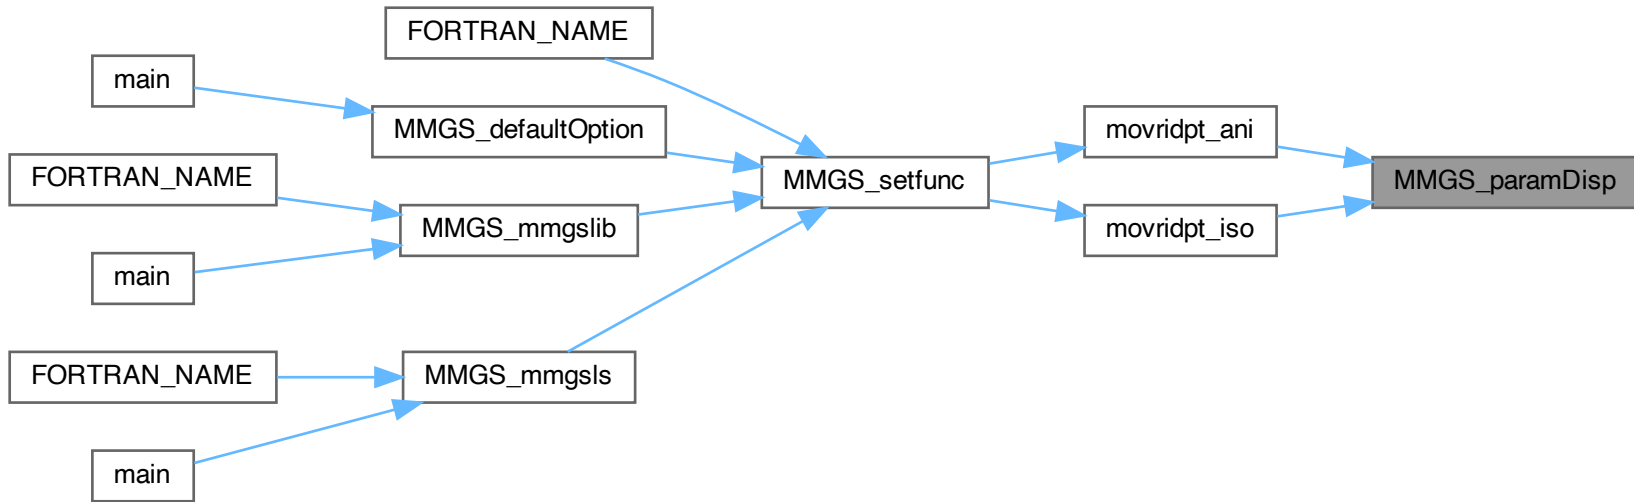 FORTRAN_NAME
main
MMGS_defaultOption
movridpt_ani
FORTRAN_NAME
MMGS_setfunc
MMGS_paramDisp
MMGS_mmgslib
movridpt_iso
main
FORTRAN_NAME
MMGS_mmgsls
main